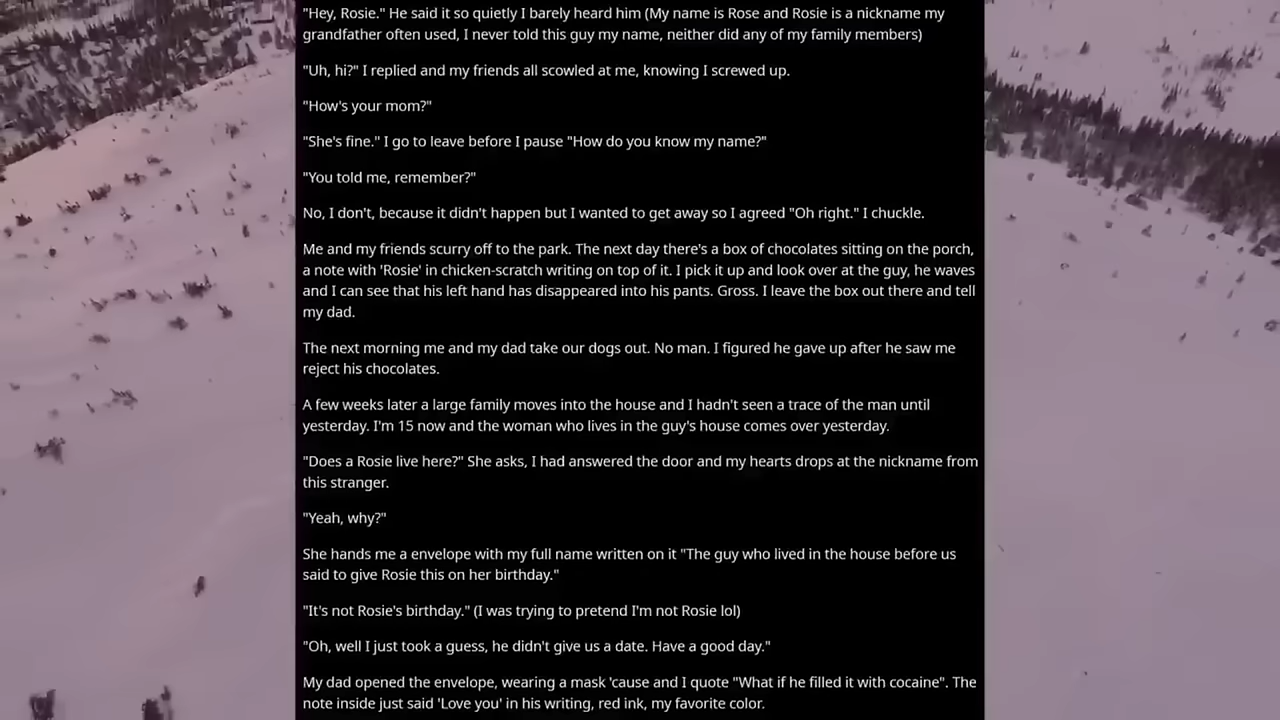 "Hey, Rosie." He said it so quietly I barely heard him (My name is Rose and Rosie is a nickname my
grandfather often used, I never told this guy my name, neither did any of my family members)
"Uh, hi?" I replied and my friends all scowled at me, knowing I screwed up.
"How's your mom?"
"She's fine." I go to leave before I pause "How do you know my name?"
"You told me, remember?"
No, I don't, because it didn't happen but I wanted to get away so I agreed "Oh right." I chuckle.
Me and my friends scurry off to the park. The next day there's a box of chocolates sitting on the porch,
a note with 'Rosie' in chicken-scratch writing on top of it. I pick it up and look over at the guy, he waves
and I can see that his left hand has disappeared into his pants. Gross. I leave the box out there and tell
my dad.
The next morning me and my dad take our dogs out. No man. I figured he gave up after he saw me
reject his chocolates.
A few weeks later a large family moves into the house and I hadn't seen a trace of the man until
yesterday. I'm 15 now and the woman who lives in the guy's house comes over yesterday.
"Does a Rosie live here?" She asks, I had answered the door and my hearts drops at the nickname from
this stranger.
"Yeah, why?"
She hands me a envelope with my full name written on it "The guy who lived in the house before us
said to give Rosie this on her birthday."
"It's not Rosie's birthday." (I was trying to pretend I'm not Rosie lol)
"Oh, well I just took a guess, he didn't give us a date. Have a good day."
My dad opened the envelope, wearing a mask 'cause and I quote "What if he filled it with cocaine". The
note inside just said 'Love you' in his writing, red ink, my favorite color.